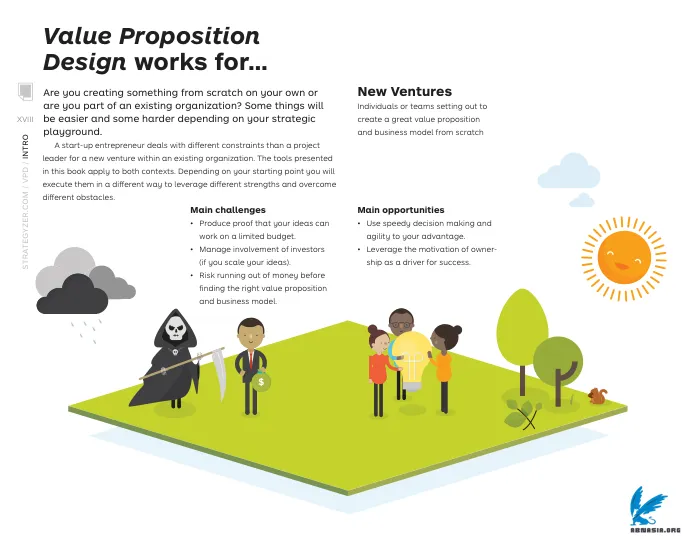 Value Proposition
Design works for...
Are you creating something from scratch on your own or
are you part of an existing organization? Some things will
be easier and some harder depending on your strategic
playground.
A start-up entrepreneur deals with different constraints than a project
leader for a new venture within an existing organization. The tools presented
in this book apply to both contexts. Depending on your starting point you will
execute them in a different way to leverage different strengths and overcome
different obstacles.
New Ventures
Individuals or teams setting out to
create a great value proposition
and business model from scratch
XVIII
STRATEGYZER.COM / VPD / INTRO
Main challenges
• Produce proof that your ideas can
work on a limited budget.
• Manage involvement of investors
(if you scale your ideas).
• Risk running out of money before
finding the right value proposition
and business model.
Main opportunities
• Use speedy decision making and
agility to your advantage.
• Leverage the motivation of owner-
ship as a driver for success.
$
ABNASIA.ORG